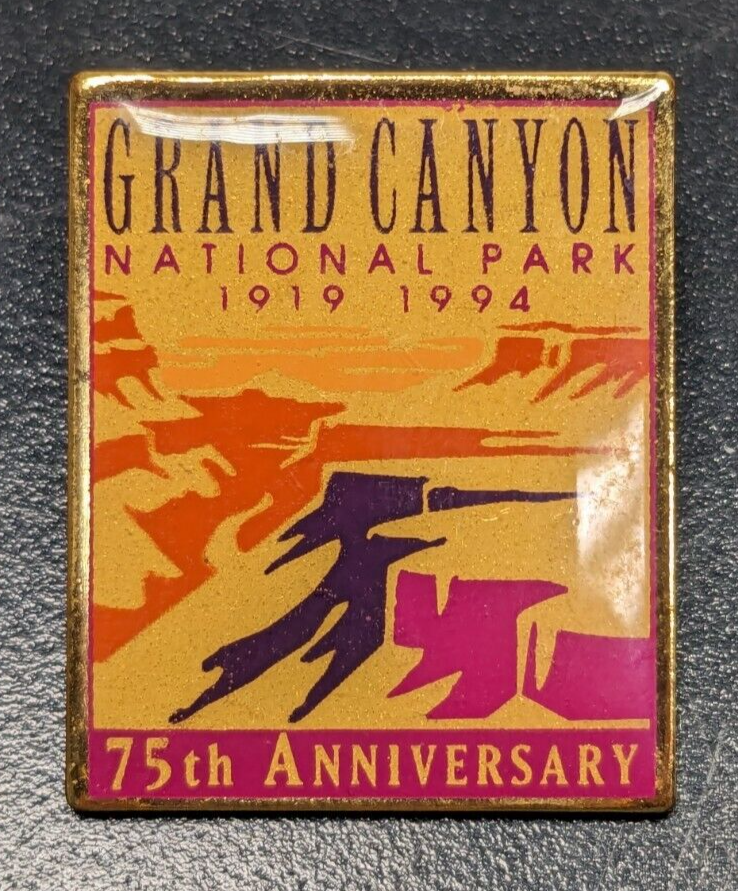 GRAND CANYON
NATIONAL PARK
1919 1994
75th ANNIVERSARY